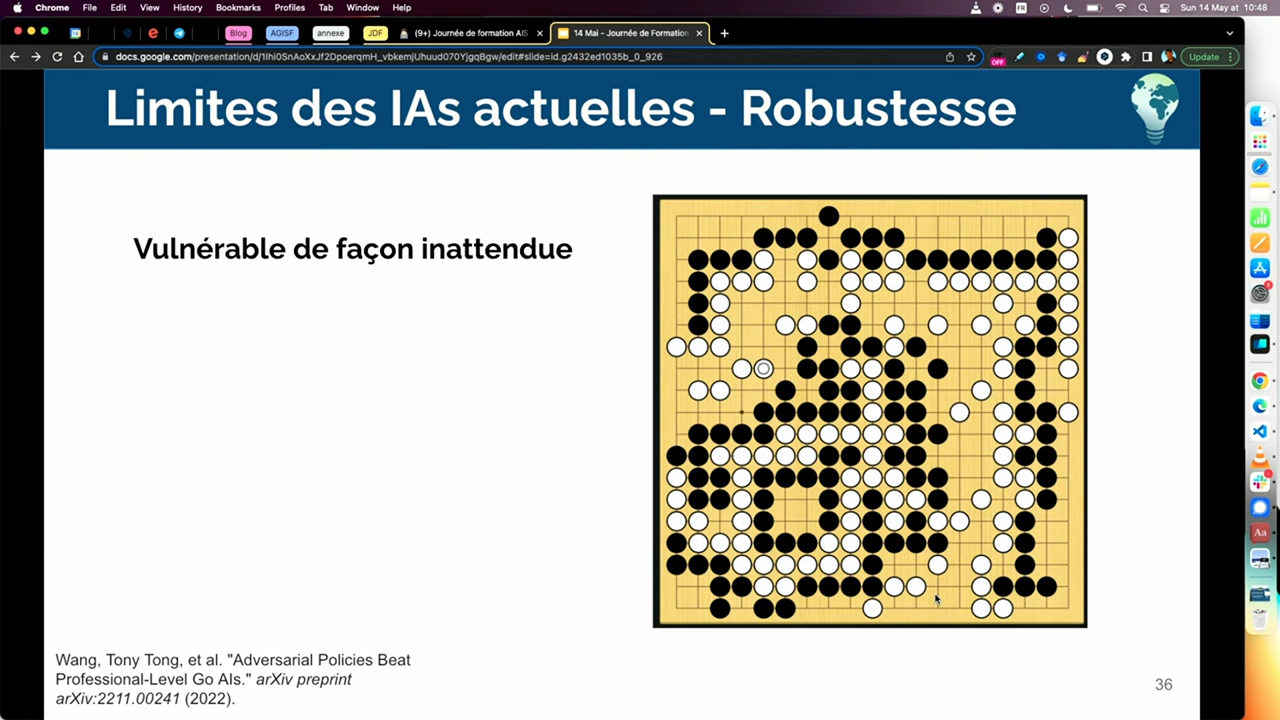 Chrome File Edit View History Bookmarks Profiles Tab Window Help FR Sun 14 May at 10:48
Blog AGISF annexe JDF (9+) Journée de formation AIS 14 Mai - Journée de Formation
docs.google.com/presentation/d/1Ihi0SnAoXxJf2DpoerqmH_vbkemjUhuud070YjgqBgw/edit#slide=id.g2432ed1035b_0_926 OFF Update
Limites des IAs actuelles - Robustesse
Vulnérable de façon inattendue
Wang, Tony Tong, et al. "Adversarial Policies Beat
Professional-Level Go AIs." arXiv preprint
arXiv:2211.00241 (2022).
36
Aa